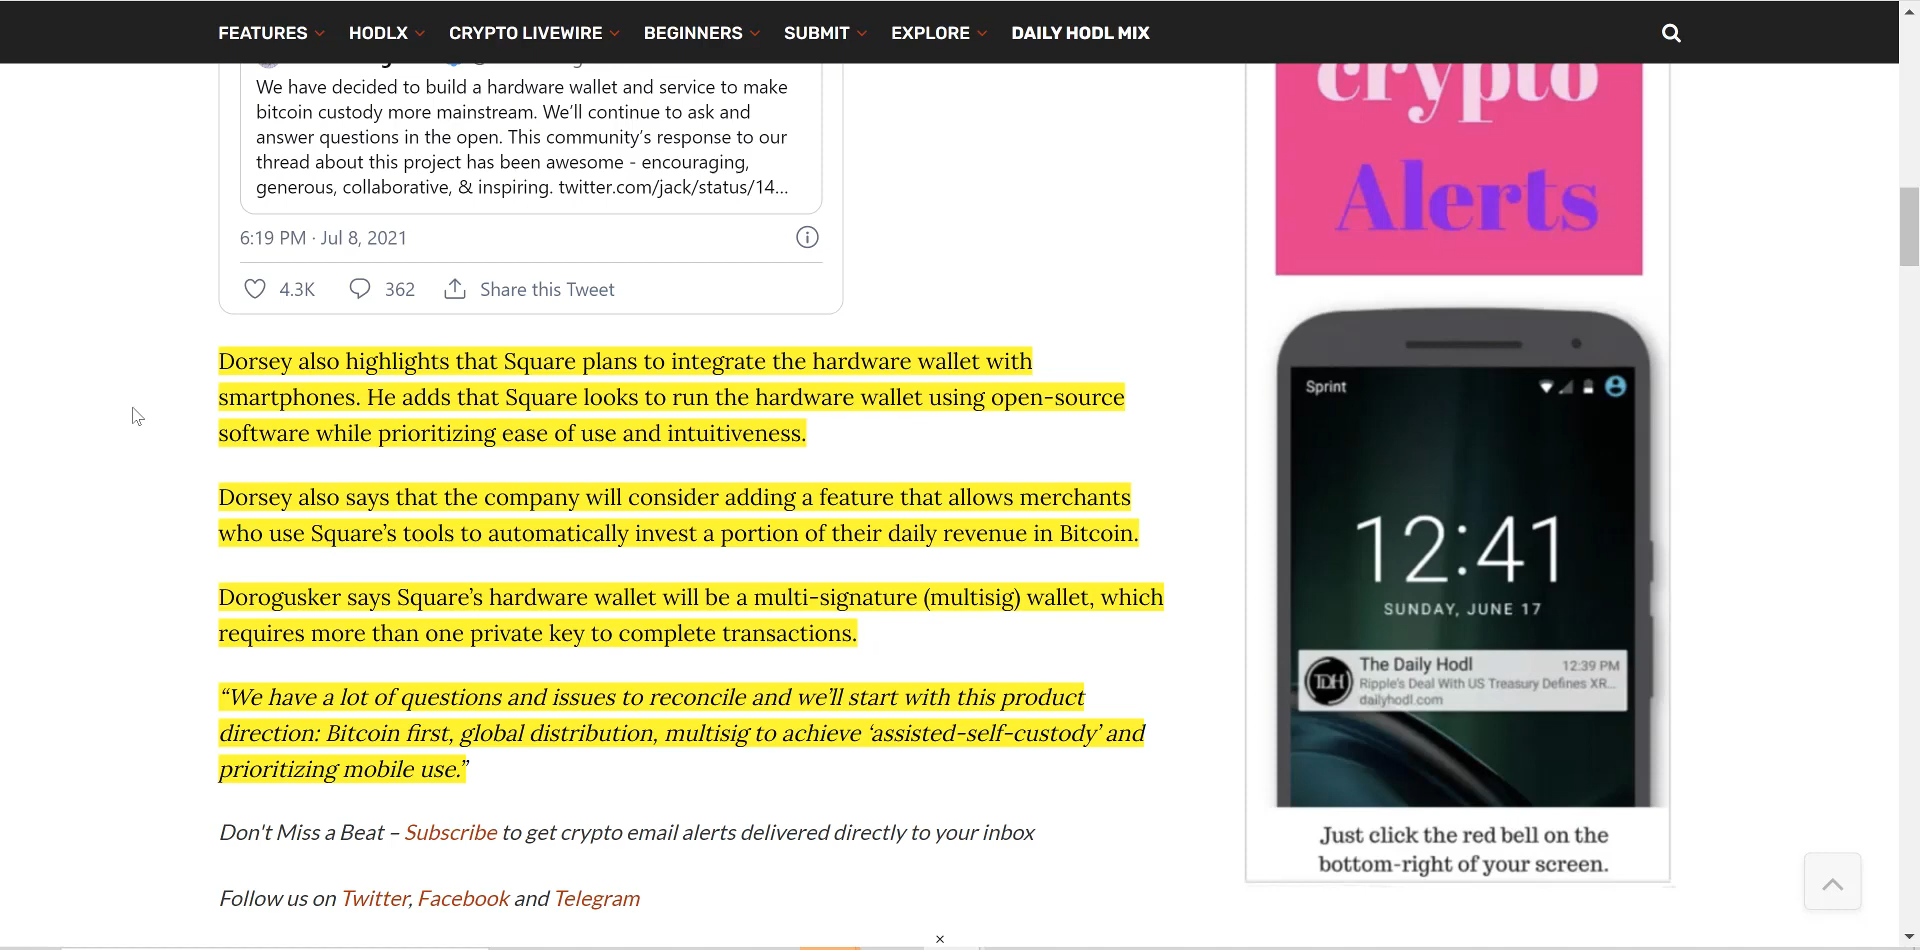 FEATURES
HODLX
CRYPTO LIVEWIRE
BEGINNERS
SUBMIT
EXPLORE
DAILY HODL MIX
We have decided to build a hardware wallet and service to make
bitcoin custody more mainstream. We'll continue to ask and
answer questions in the open. This community's response to our
thread about this project has been awesome - encouraging,
generous, collaborative, & inspiring. twitter.com/jack/status/14...
6:19 PM · Jul 8, 2021
4.3K
362
Share this Tweet
Dorsey also highlights that Square plans to integrate the hardware wallet with
smartphones. He adds that Square looks to run the hardware wallet using open-source
software while prioritizing ease of use and intuitiveness.
Dorsey also says that the company will consider adding a feature that allows merchants
who use Square’s tools to automatically invest a portion of their daily revenue in Bitcoin.
Dorogusker says Square’s hardware wallet will be a multi-signature (multisig) wallet, which
requires more than one private key to complete transactions.
“We have a lot of questions and issues to reconcile and we’ll start with this product
direction: Bitcoin first, global distribution, multisig to achieve ‘assisted-self-custody’ and
prioritizing mobile use.”
Don't Miss a Beat – Subscribe to get crypto email alerts delivered directly to your inbox
Follow us on Twitter, Facebook and Telegram
crypto
Alerts
Sprint
12:41
SUNDAY, JUNE 17
TDH
The Daily Hodl
12:39 PM
Ripple's Deal With US Treasury Defines XR...
dailyhodl.com
Just click the red bell on the
bottom-right of your screen.